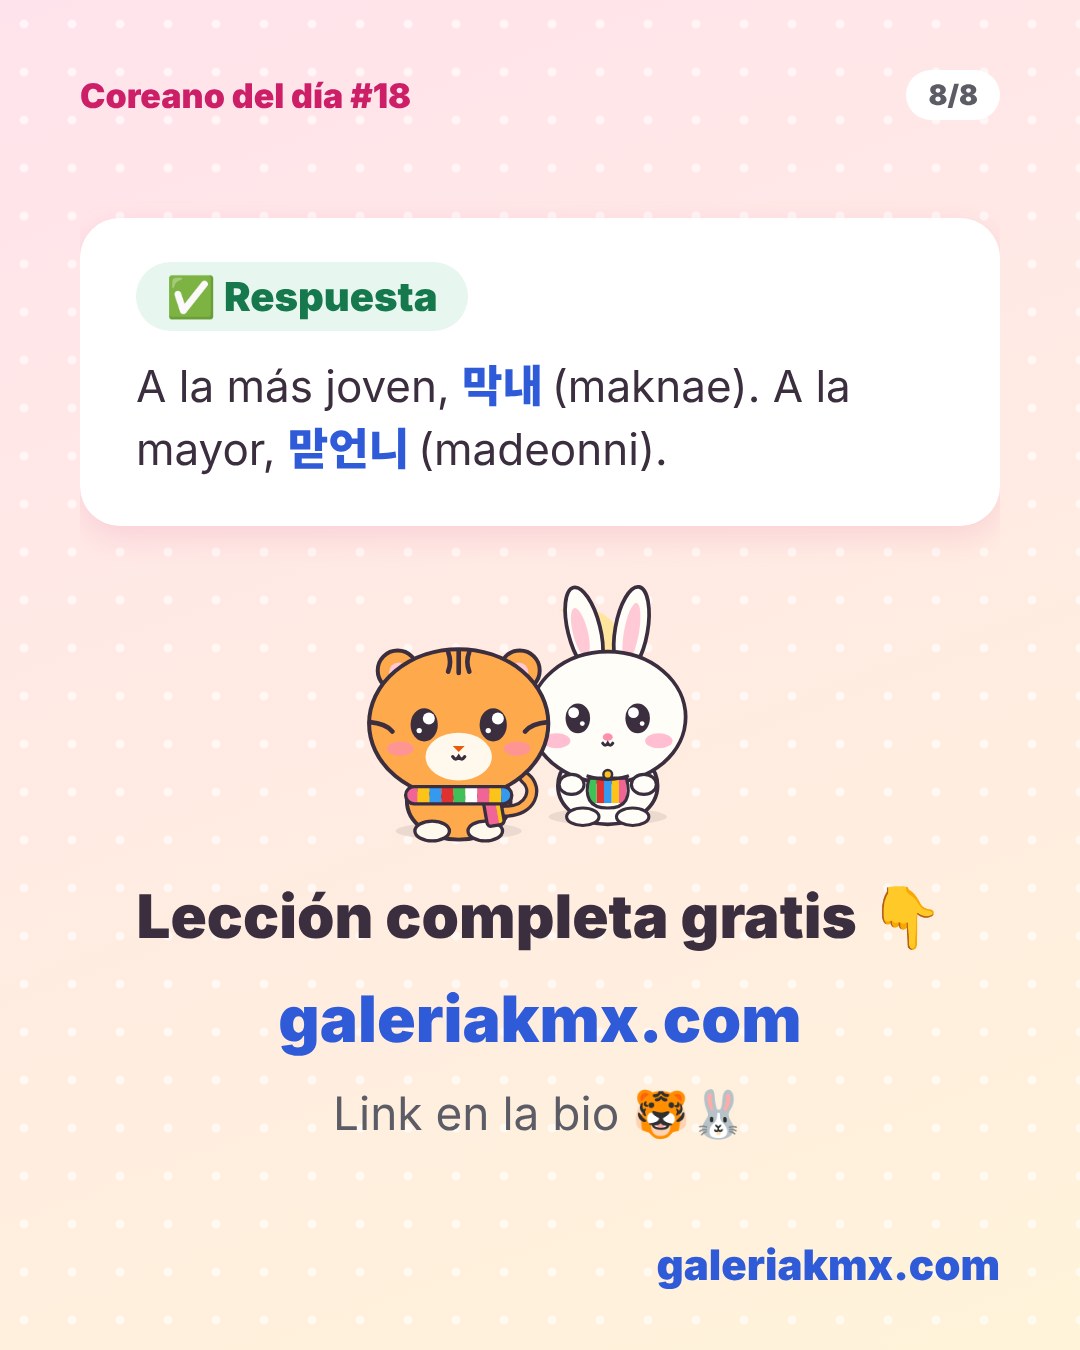 Coreano del día #18
8/8
✅ Respuesta
A la más joven, 막내 (maknae). A la
mayor, 맏언니 (madeonni).
Lección completa gratis 👇
galeriakmx.com
Link en la bio 🐯🐰
galeriakmx.com